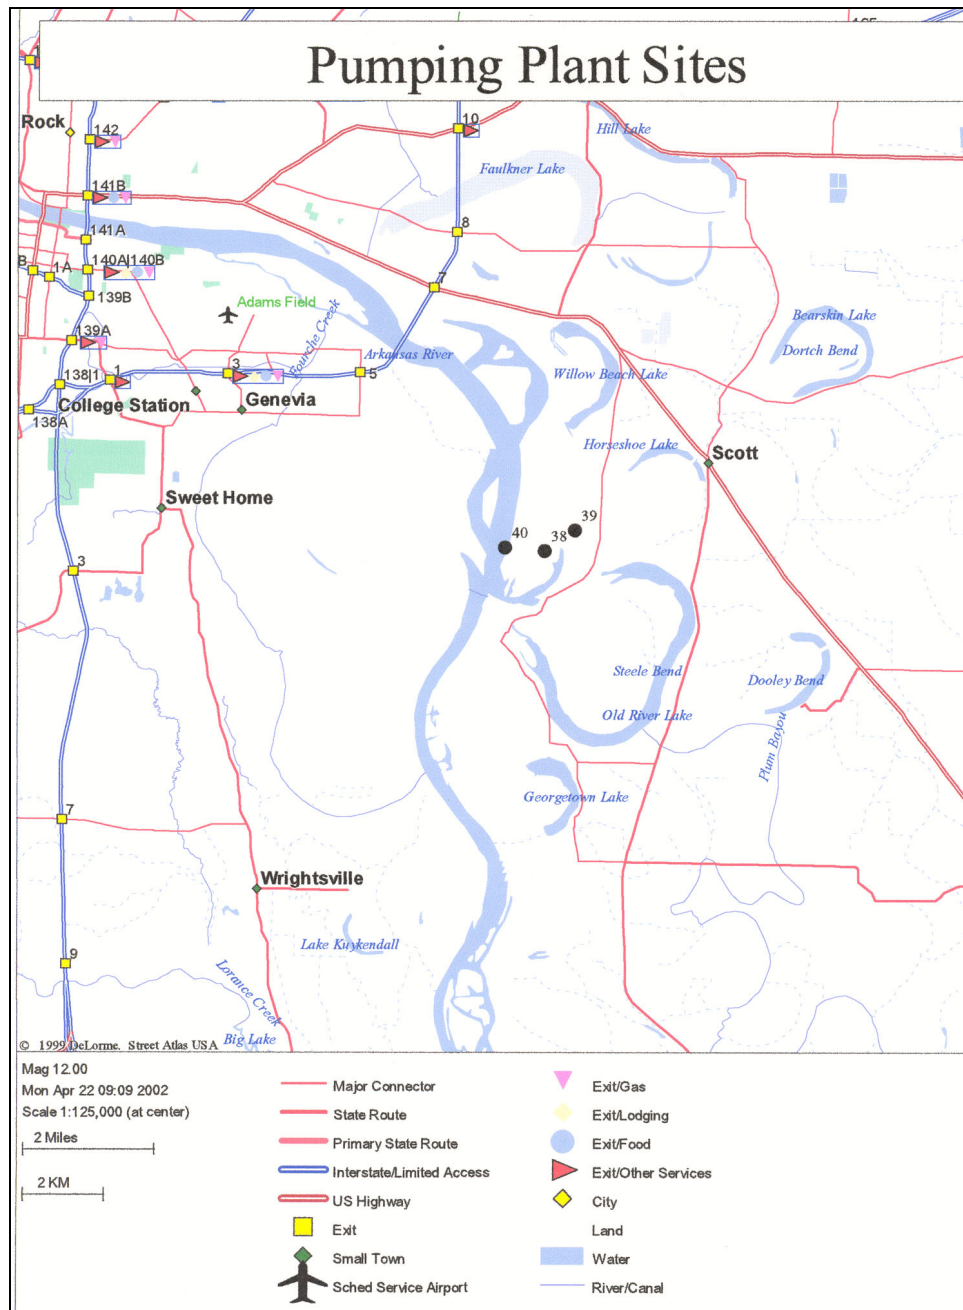 Pumping Plant Sites
Rock
142
10
Hill Lake
Faulkner Lake
141B
141A
8
B
1A
140A|140B
139B
7
Adams Field
Fourche Creek
Bearskin Lake
Dortch Bend
139A
Arkansas River
Willow Beach Lake
138|1
1
3
5
College Station
Genevia
138A
Horseshoe Lake
Scott
Sweet Home
40
38
39
3
Steele Bend
Dooley Bend
Old River Lake
Plum Bayou
Georgetown Lake
7
Wrightsville
Lake Kuykendall
9
Lorance Creek
Big Lake
© 1999 DeLorme. Street Atlas USA
Mag 12.00
Mon Apr 22 09:09 2002
Scale 1:125,000 (at center)
2 Miles
2 KM
Major Connector
State Route
Primary State Route
Interstate/Limited Access
US Highway
Exit
Small Town
Sched Service Airport
Exit/Gas
Exit/Lodging
Exit/Food
Exit/Other Services
City
Land
Water
River/Canal